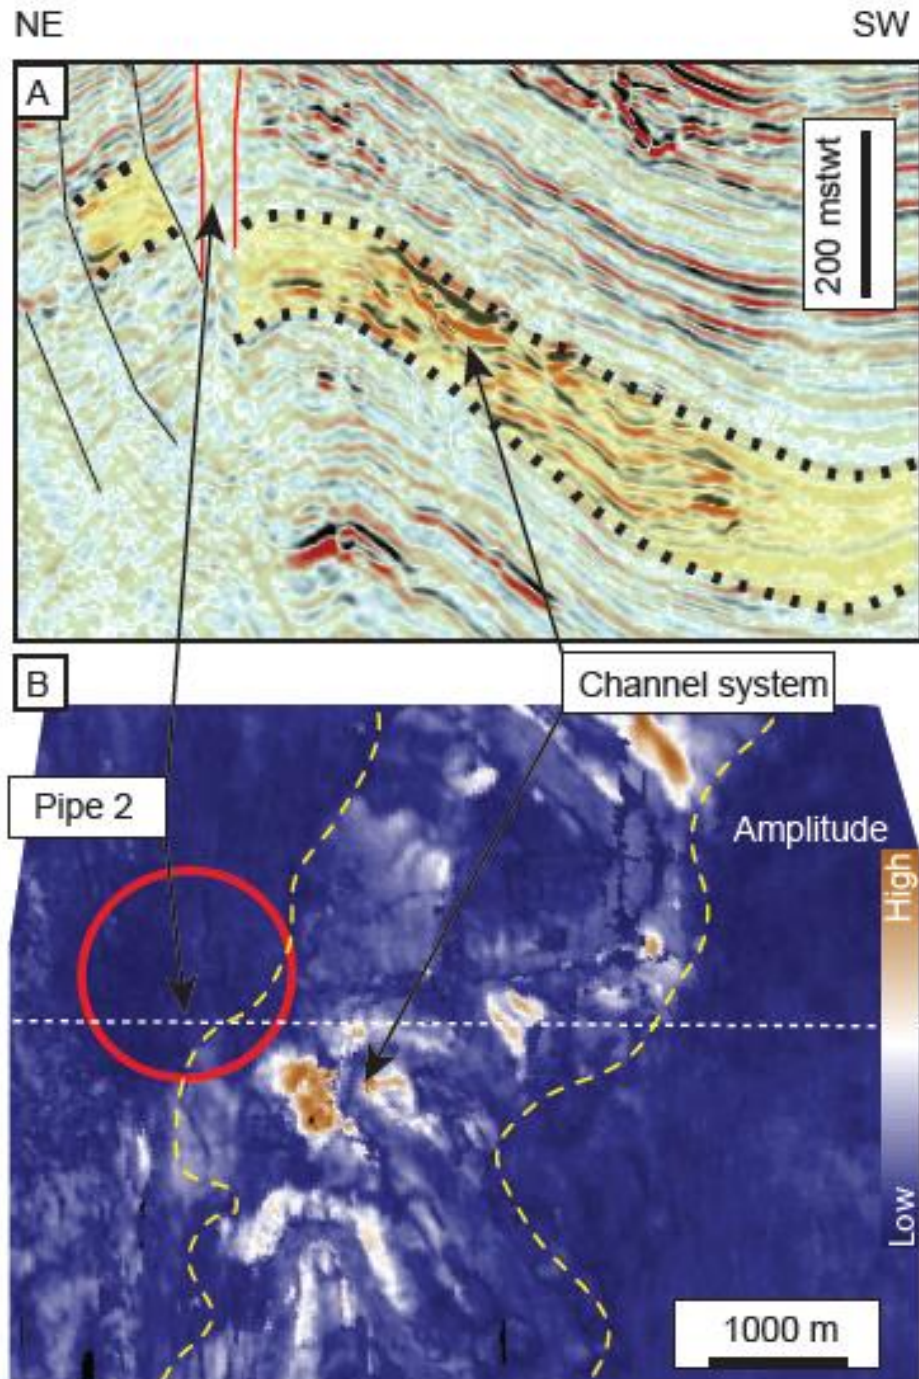 NE
SW
A
200 mstwt
B
Channel system
Pipe 2
Amplitude
High
Low
1000 m